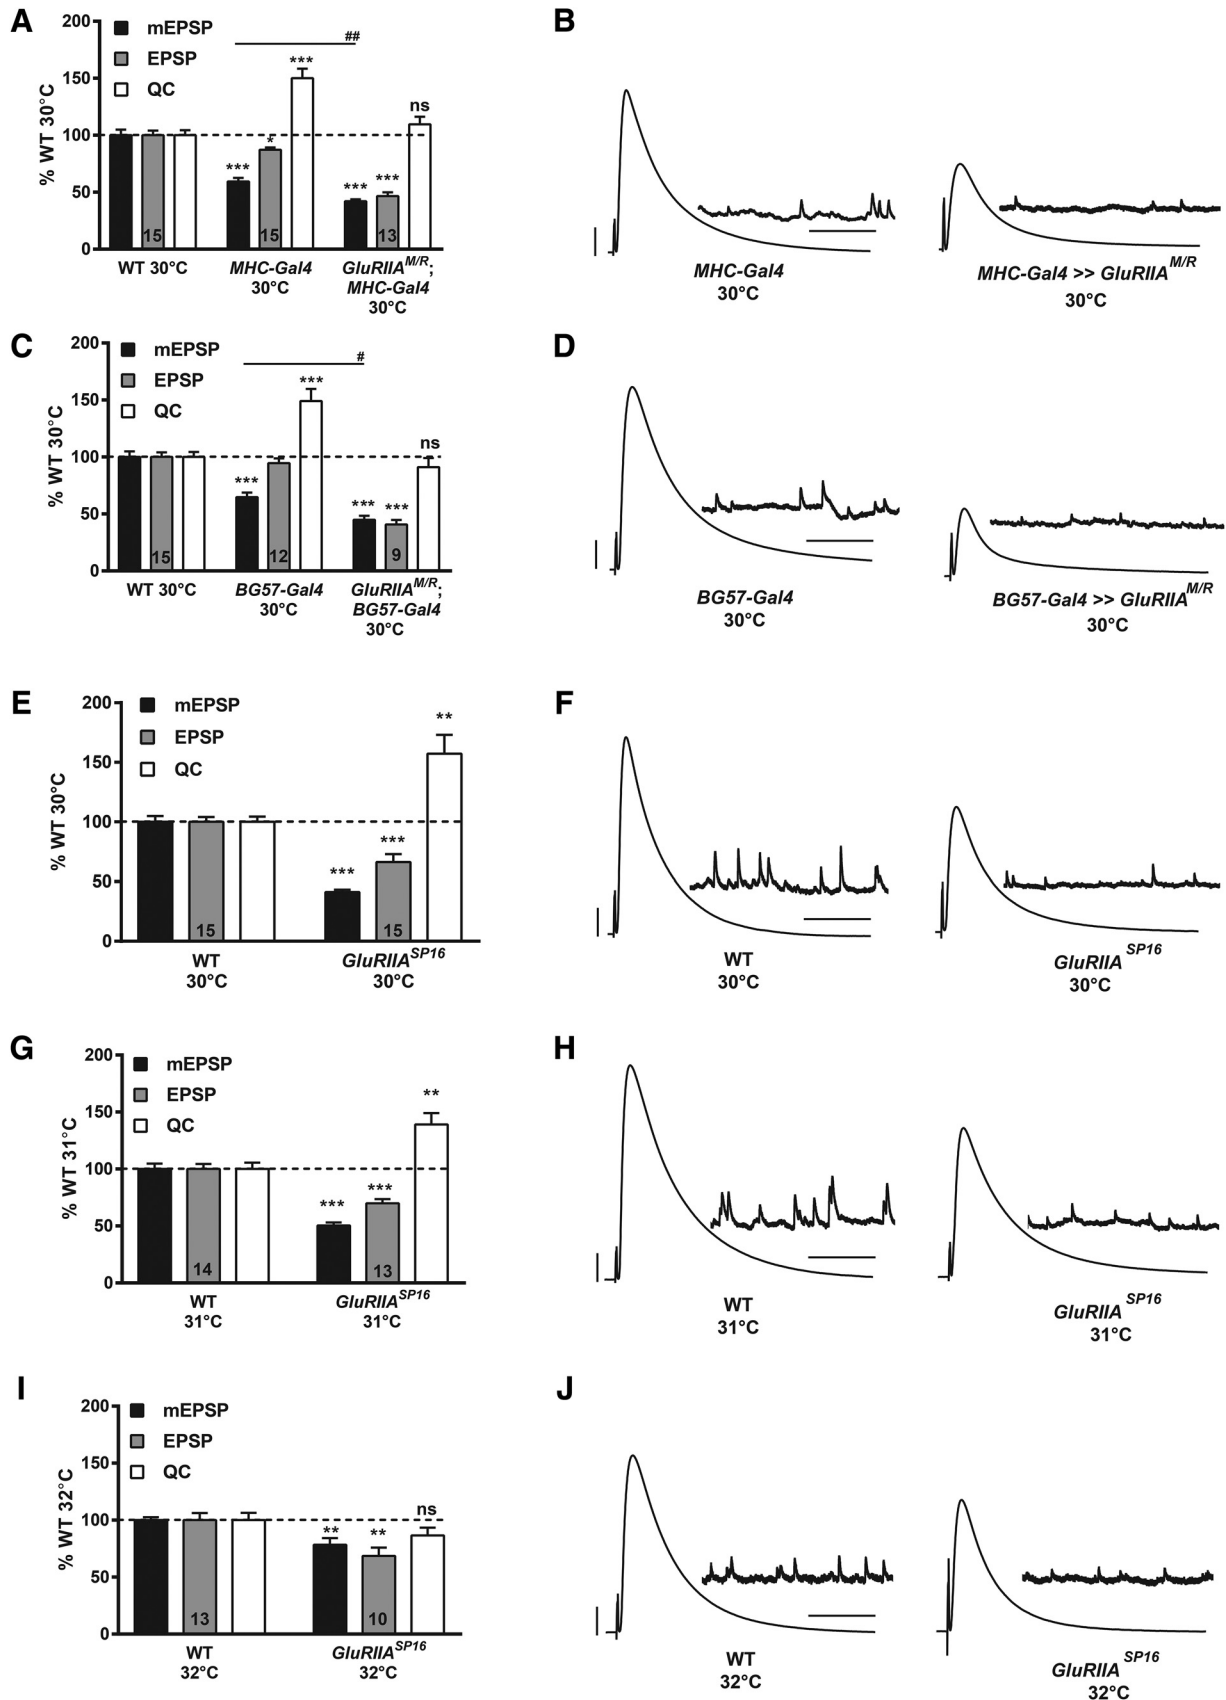 A
200
150
100
50
0
% WT 30°C
mEPSP
EPSP
QC
##
***
*
***
***
***
ns
15
15
13
WT 30°C
MHC-Gal4
30°C
GluRIIA M/R;
MHC-Gal4
30°C
B
MHC-Gal4
30°C
MHC-Gal4 >> GluRIIA M/R
30°C
C
200
150
100
50
0
% WT 30°C
mEPSP
EPSP
QC
#
***
***
***
***
ns
15
12
9
WT 30°C
BG57-Gal4
30°C
GluRIIA M/R;
BG57-Gal4
30°C
D
BG57-Gal4
30°C
BG57-Gal4 >> GluRIIA M/R
30°C
E
200
150
100
50
0
% WT 30°C
mEPSP
EPSP
QC
***
***
**
15
15
WT
30°C
GluRIIA SP16
30°C
F
WT
30°C
GluRIIA SP16
30°C
G
200
150
100
50
0
% WT 31°C
mEPSP
EPSP
QC
***
***
**
14
13
WT
31°C
GluRIIA SP16
31°C
H
WT
31°C
GluRIIA SP16
31°C
I
200
150
100
50
0
% WT 32°C
mEPSP
EPSP
QC
**
**
ns
13
10
WT
32°C
GluRIIA SP16
32°C
J
WT
32°C
GluRIIA SP16
32°C